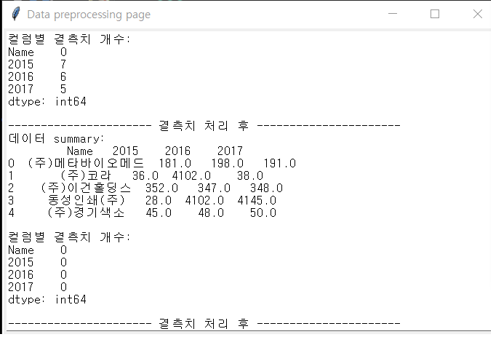 Data preprocessing page
컬럼별 결측치 개수:
Name    0
2015    7
2016    6
2017    5
dtype: int64
---------------------- 결측치 처리 후 ----------------------
데이터 summary:
Name   2015    2016    2017
0  (주)메타바이오메드  181.0  198.0  191.0
1  (주)코라  36.0  4102.0  38.0
2  (주)이건홀딩스  352.0  347.0  348.0
3  동성인쇄(주)  28.0  4102.0  4145.0
4  (주)경기색소  45.0  48.0  50.0
컬럼별 결측치 개수:
Name    0
2015    0
2016    0
2017    0
dtype: int64
---------------------- 결측치 처리 후 ----------------------